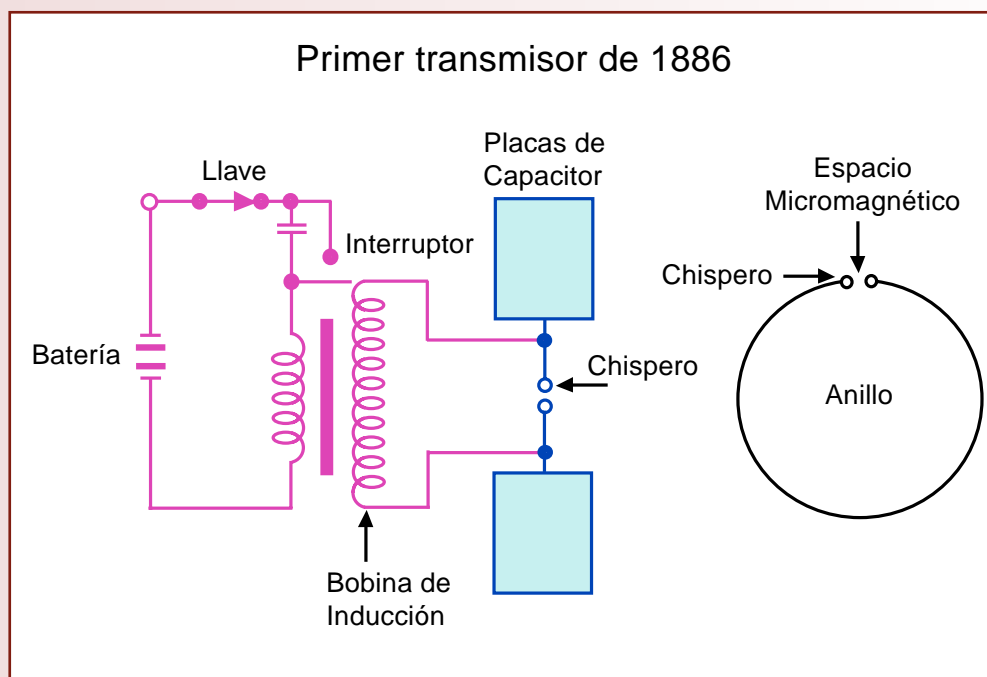 Primer transmisor de 1886
Llave
Placas de
Capacitor
Espacio
Micromagnético
Interruptor
Chispero
Batería
Chispero
Anillo
Bobina de
Inducción